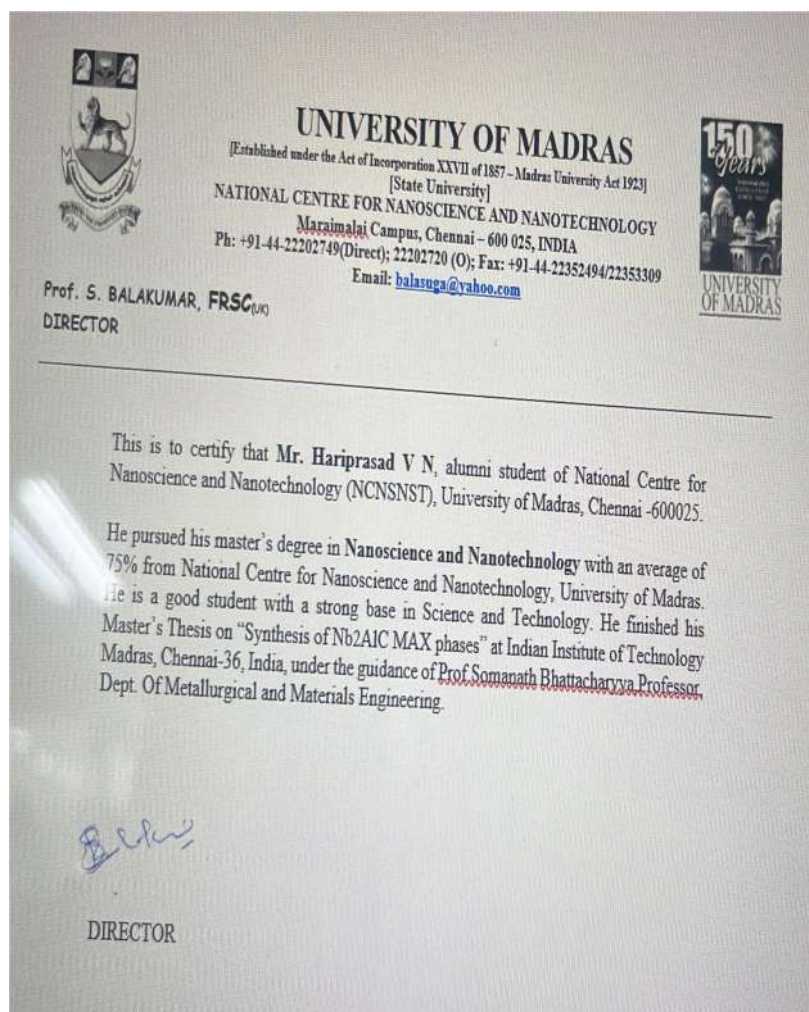 UNIVERSITY OF MADRAS
[Established under the Act of Incorporation XXVII of 1857 – Madras University Act 1923]
[State University]
NATIONAL CENTRE FOR NANOSCIENCE AND NANOTECHNOLOGY
Maraimalai Campus, Chennai – 600 025, INDIA
Ph: +91-44-22202749(Direct); 22202720 (O); Fax: +91-44-22352494/22353309
Email: balasuga@yahoo.com
150
Years
UNIVERSITY
OF MADRAS
Prof. S. BALAKUMAR, FRSC(UK)
DIRECTOR
This is to certify that Mr. Hariprasad V N, alumni student of National Centre for
Nanoscience and Nanotechnology (NCNSNST), University of Madras, Chennai -600025.
He pursued his master's degree in Nanoscience and Nanotechnology with an average of
75% from National Centre for Nanoscience and Nanotechnology, University of Madras.
He is a good student with a strong base in Science and Technology. He finished his
Master's Thesis on “Synthesis of Nb2AlC MAX phases” at Indian Institute of Technology
Madras, Chennai-36, India, under the guidance of Prof.Somanath Bhattacharyya,Professor,
Dept. Of Metallurgical and Materials Engineering.
DIRECTOR